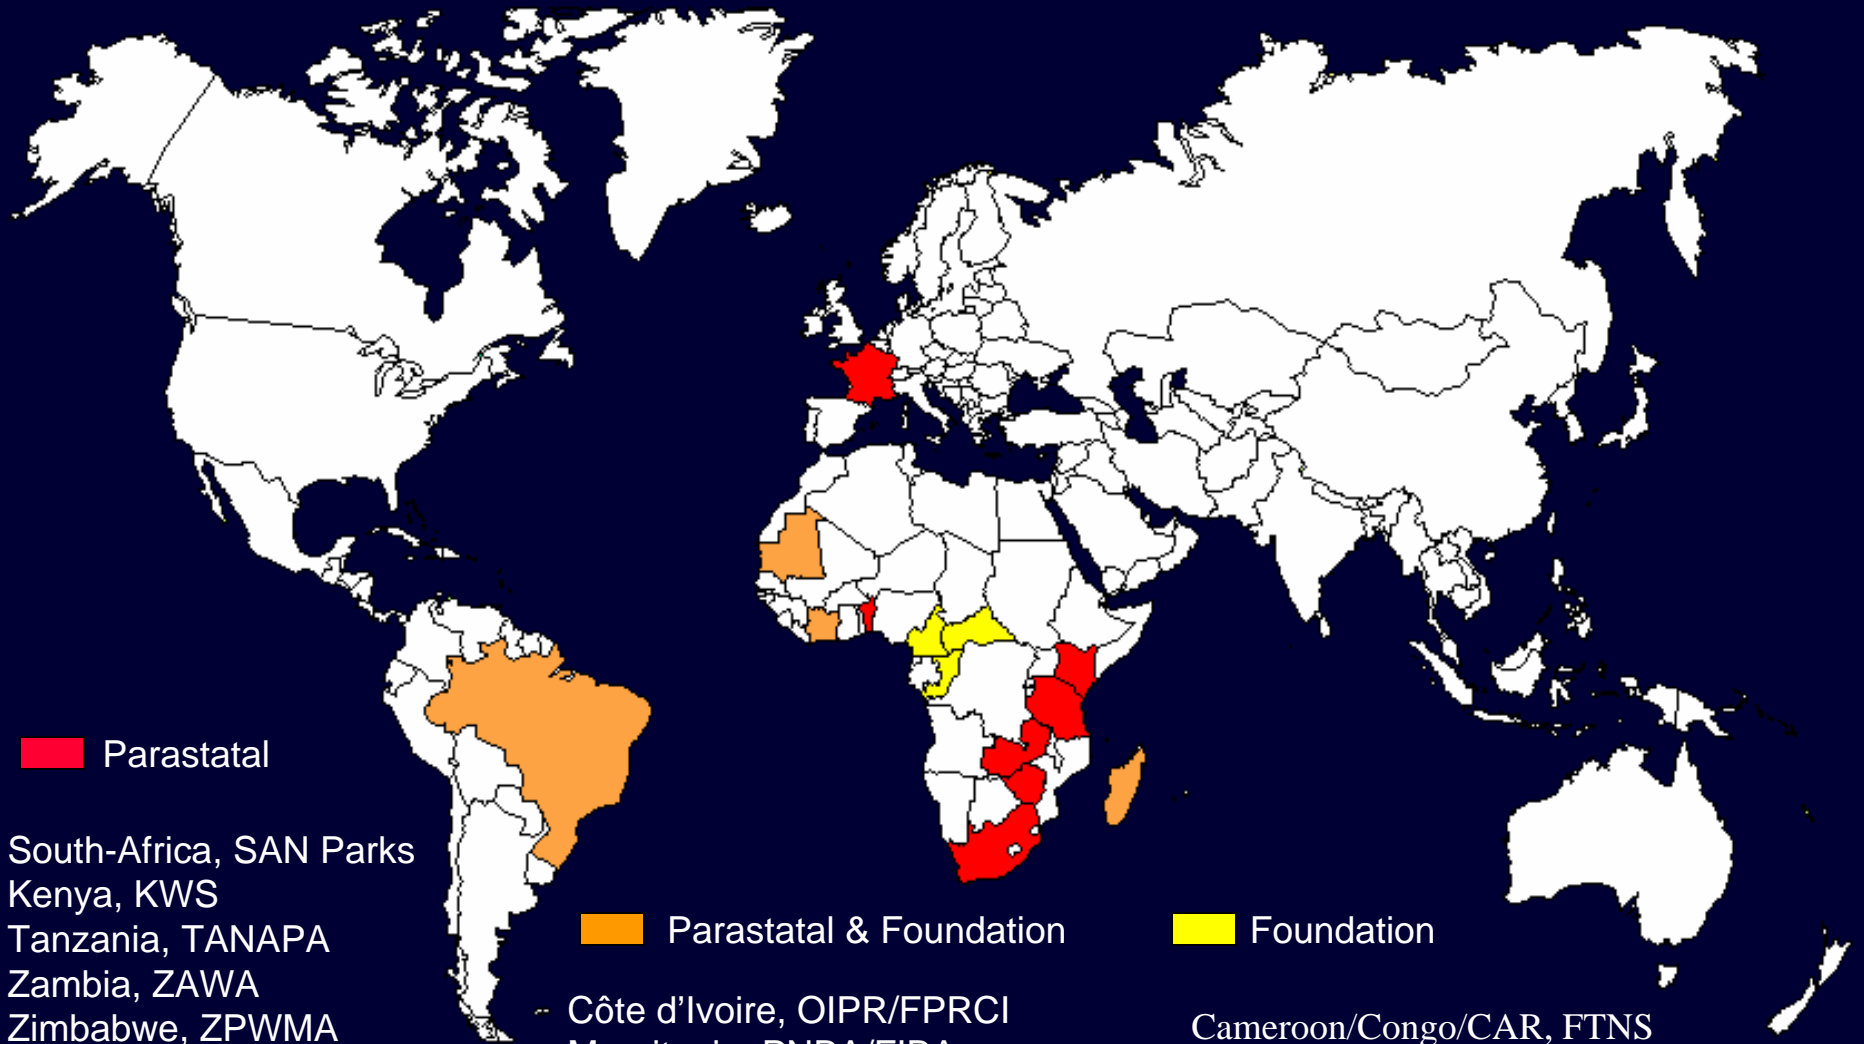 Parastatal
South-Africa, SAN Parks
Kenya, KWS
Tanzania, TANAPA
Zambia, ZAWA
Zimbabwe, ZPWMA
Parastatal & Foundation
Côte d'Ivoire, OIPR/FPRCI
Foundation
Cameroon/Congo/CAR, FTNS